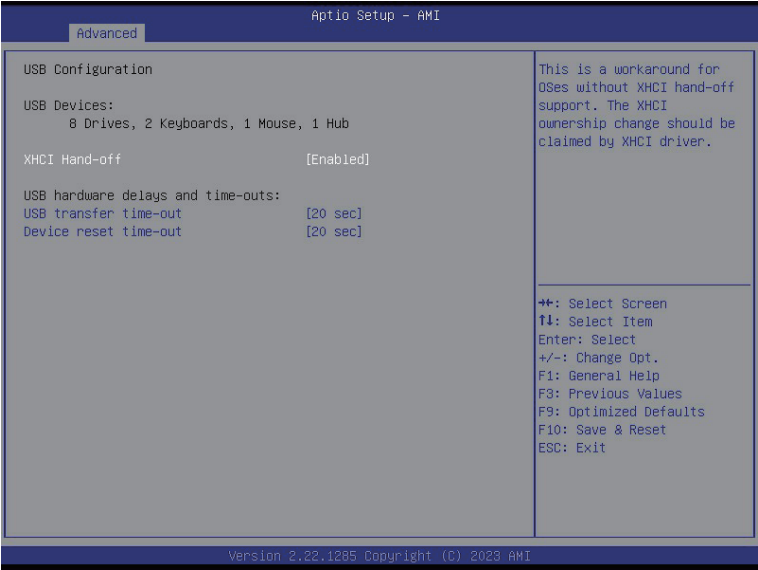 Aptio Setup – AMI
Advanced
USB Configuration
USB Devices:
8 Drives, 2 Keyboards, 1 Mouse, 1 Hub
XHCI Hand-off [Enabled]
USB hardware delays and time-outs:
USB transfer time-out [20 sec]
Device reset time-out [20 sec]
This is a workaround for
OSes without XHCI hand-off
support. The XHCI
ownership change should be
claimed by XHCI driver.
→←: Select Screen
↑↓: Select Item
Enter: Select
+/-: Change Opt.
F1: General Help
F3: Previous Values
F9: Optimized Defaults
F10: Save & Reset
ESC: Exit
Version 2.22.1285 Copyright (C) 2023 AMI